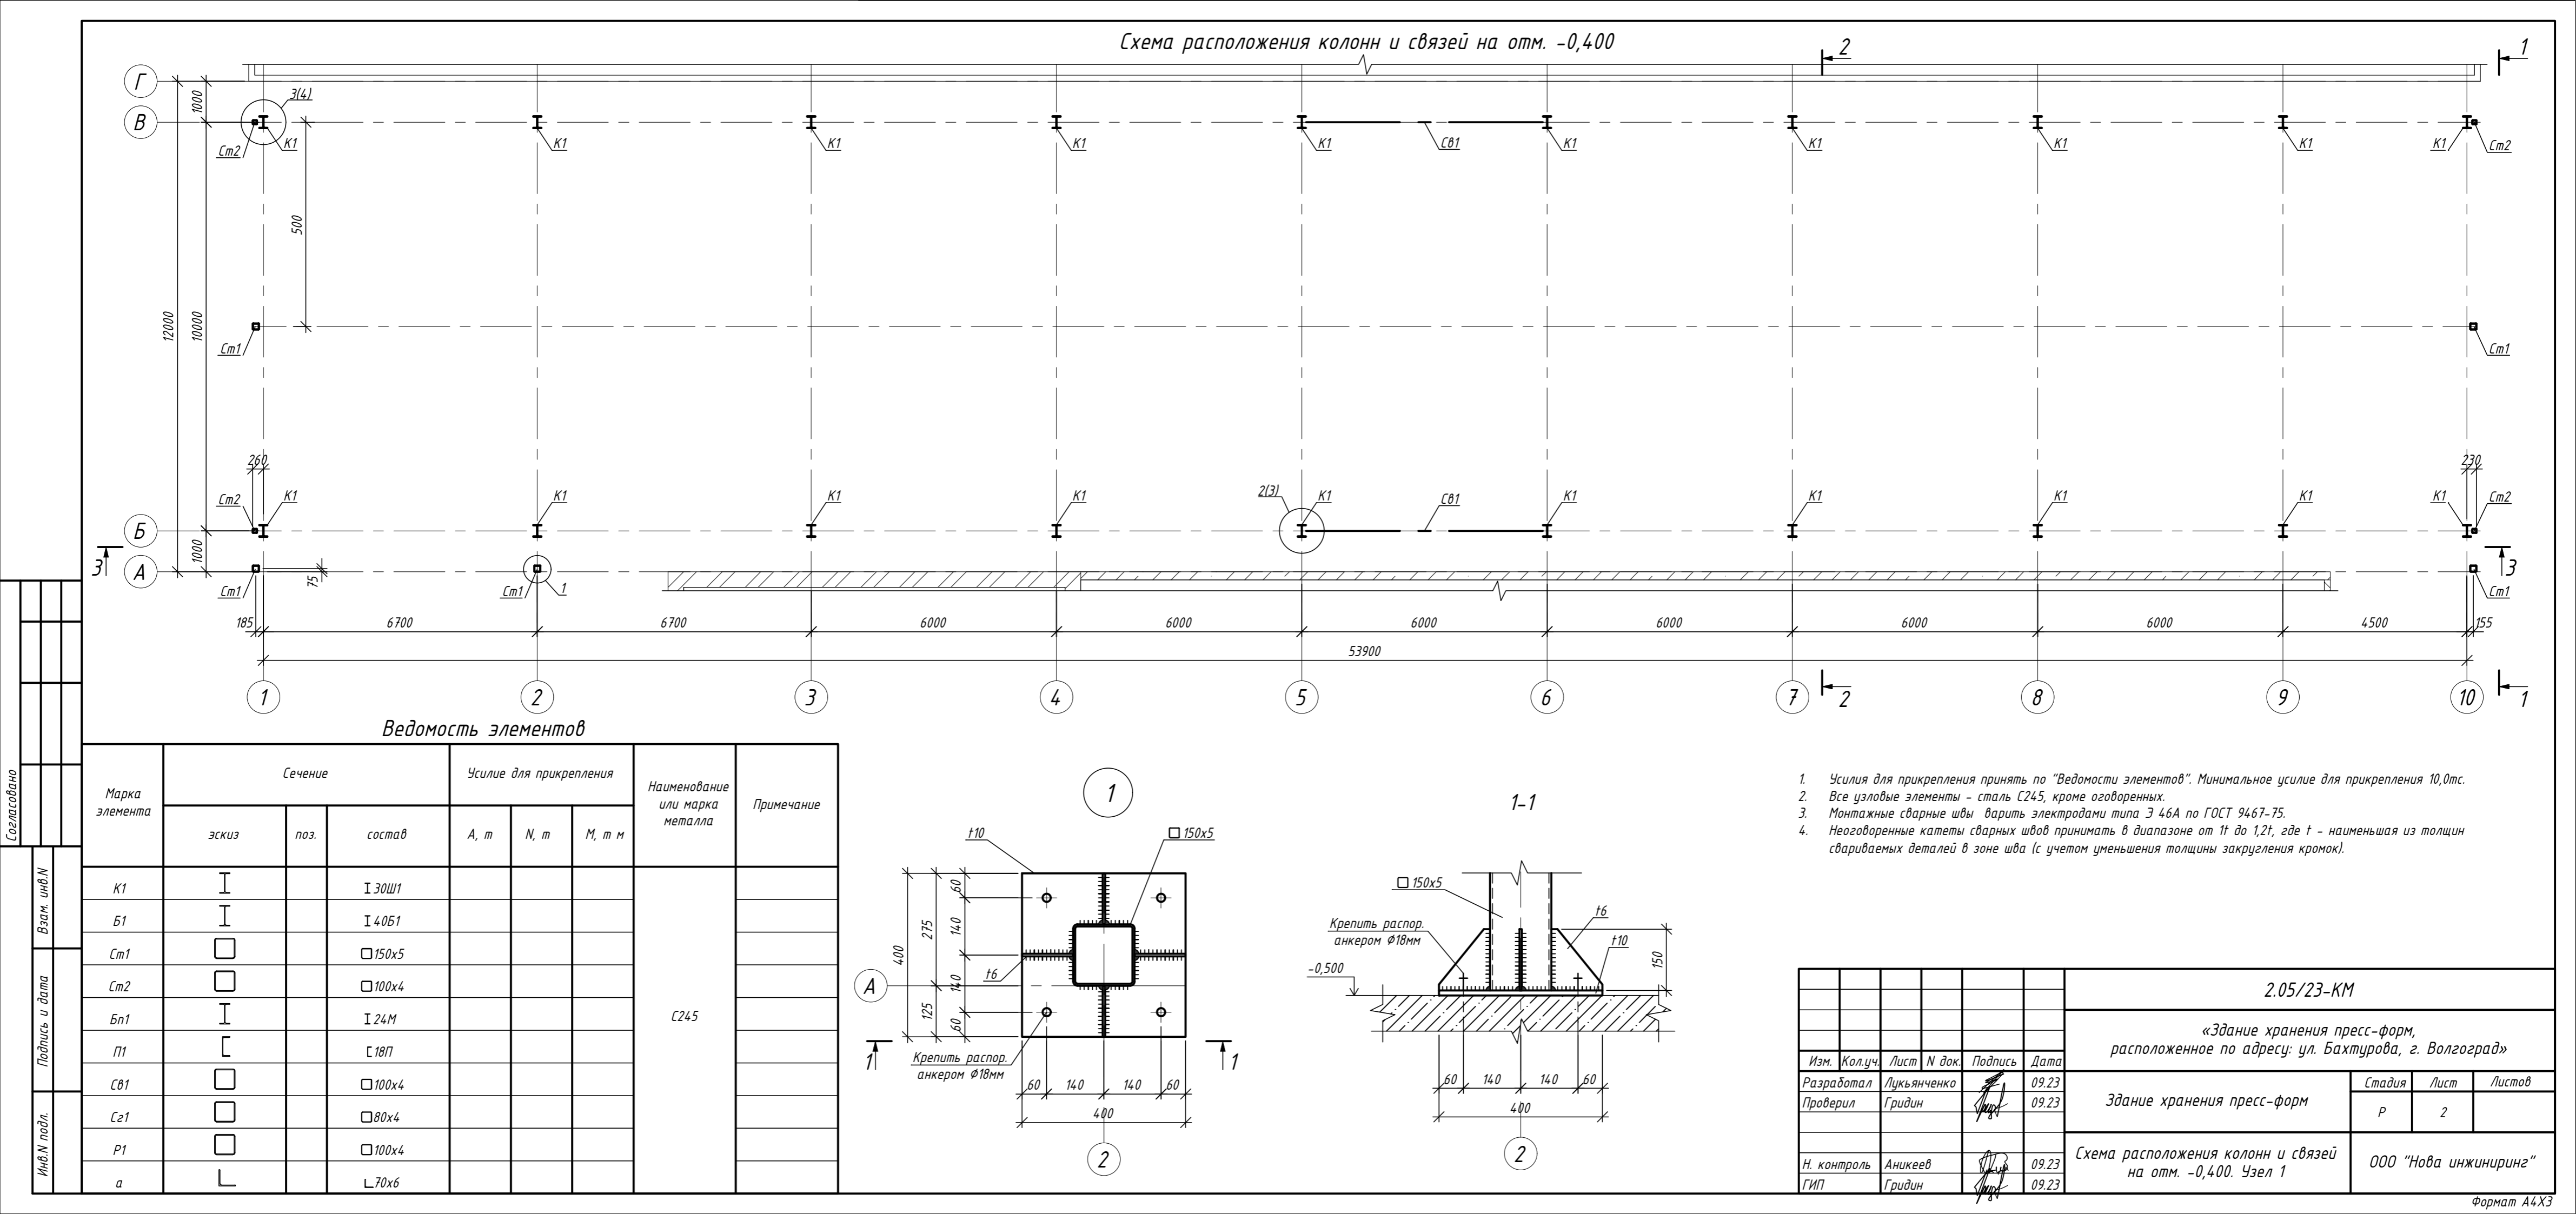 Схема расположения колонн и связей на отм. -0,400
2
1
Г
В
3(4)
1000
Ст2
К1
К1
К1
К1
К1
Св1
К1
К1
К1
К1
К1
Ст2
500
12000
10000
Ст1
Ст1
260
230
Ст2
К1
К1
К1
К1
2(3)
К1
Св1
К1
К1
К1
К1
К1
Ст2
Б
1000
3
А
75
3
Ст1
Ст1
1
Ст1
185
6700
6700
6000
6000
6000
6000
6000
6000
4500
155
53900
1
2
3
4
5
6
7
2
8
9
10
1
Ведомость элементов
Марка элемента
Сечение
Усилие для прикрепления
Наименование или марка металла
Примечание
эскиз
поз.
состав
А, т
N, т
М, т м
К1 30Ш1
Б1 40Б1
Ст1 150х5
Ст2 100х4
Бп1 24М
П1 18П
Св1 100х4
Сг1 80х4
Р1 100х4
а 70х6
С245
1
t10
150х5
60
140
140
60
275
125
400
А
t6
1
1
Крепить распор.
анкером Ф18мм
60
140
140
60
400
2
1-1
150х5
t6
t10
Крепить распор.
анкером Ф18мм
-0,500
150
60
140
140
60
400
2
1. Усилия для прикрепления принять по "Ведомости элементов". Минимальное усилие для прикрепления 10,0тс.
2. Все узловые элементы - сталь С245, кроме оговоренных.
3. Монтажные сварные швы варить электродами типа Э 46А по ГОСТ 9467-75.
4. Неоговоренные катеты сварных швов принимать в диапазоне от 1t до 1,2t, где t - наименьшая из толщин
свариваемых деталей в зоне шва (с учетом уменьшения толщины закругления кромок).
2.05/23-КМ
«Здание хранения пресс-форм,
расположенное по адресу: ул. Бахтурова, г. Волгоград»
Изм. Кол.уч. Лист N док. Подпись Дата
Разработал Лукьянченко 09.23
Проверил Гридин 09.23
Н. контроль Аникеев 09.23
ГИП Гридин 09.23
Здание хранения пресс-форм
Стадия Лист Листов
Р 2
Схема расположения колонн и связей
на отм. -0,400. Узел 1
ООО "Нова инжиниринг"
Формат А4Х3
Согласовано
Взам. инв.N
Подпись и дата
Инв.N подл.